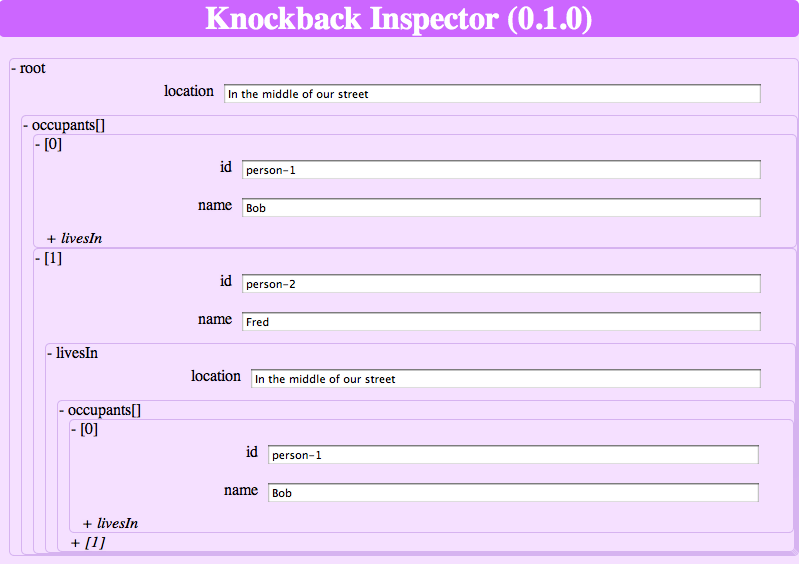 Knockback Inspector (0.1.0)
- root
location In the middle of our street
- occupants[]
- [0]
id person-1
name Bob
+ livesIn
- [1]
id person-2
name Fred
- livesIn
location In the middle of our street
- occupants[]
- [0]
id person-1
name Bob
+ livesIn
+ [1]